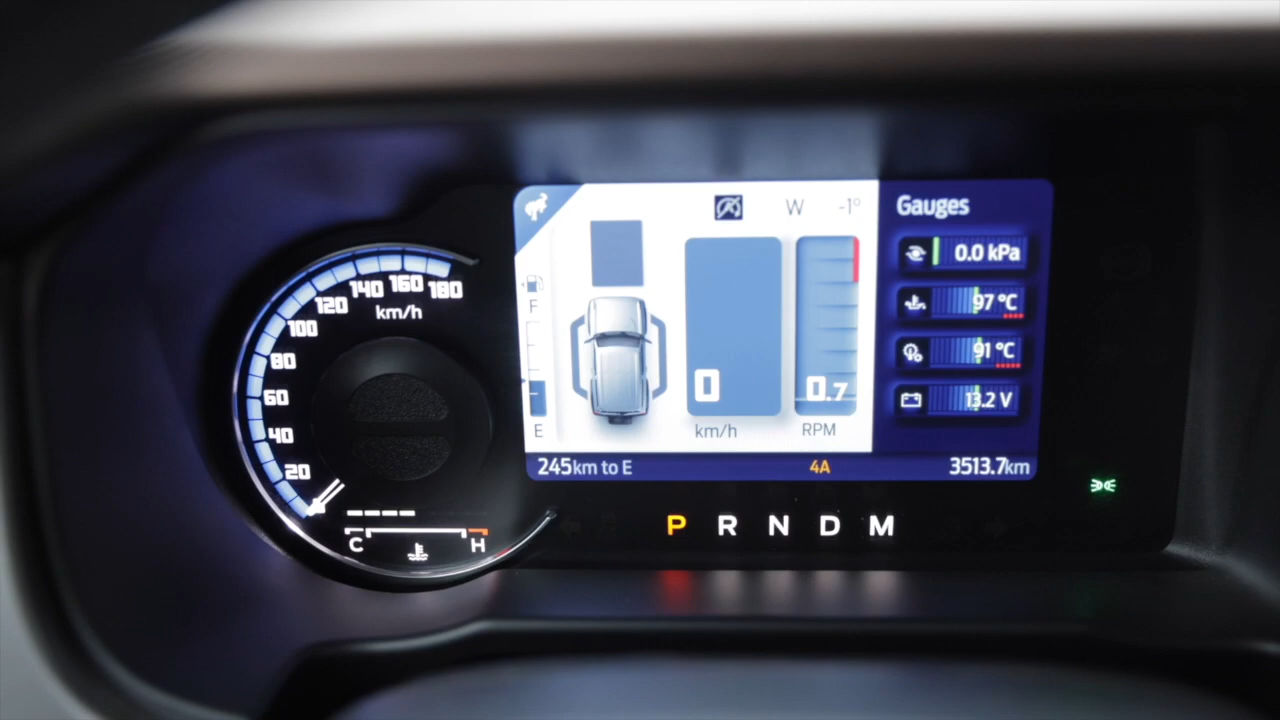 W -1°
Gauges
0.0 kPa
97 °C
91 °C
13.2 V
F
E
0
km/h
0.7
RPM
245km to E
4A
3513.7km
20
40
60
80
100
120
140
160
180
km/h
C
H
P R N D M